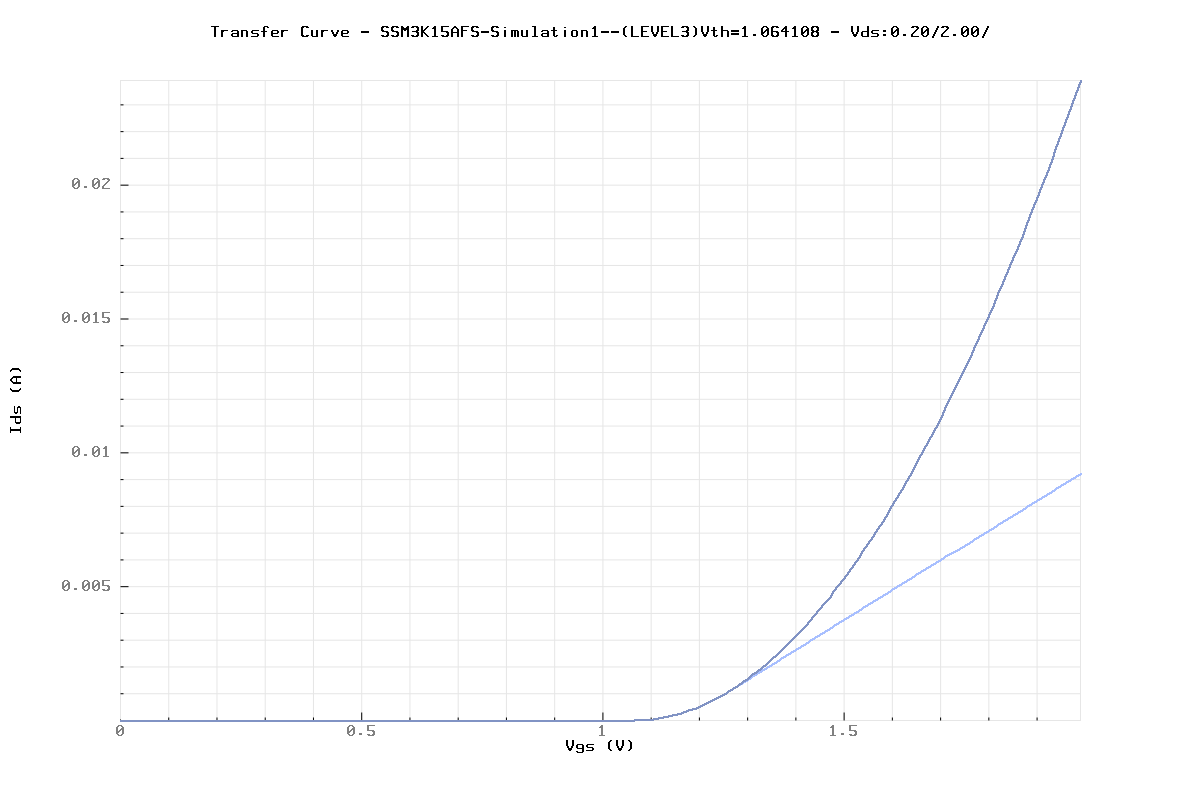 Transfer Curve - SSM3K15AFS-Simulation1--(LEVEL3)Vth=1.064108 - Vds:0.20/2.00/
0.02
0.015
Ids (A)
0.01
0.005
0 0.5 1 1.5
Vgs (V)